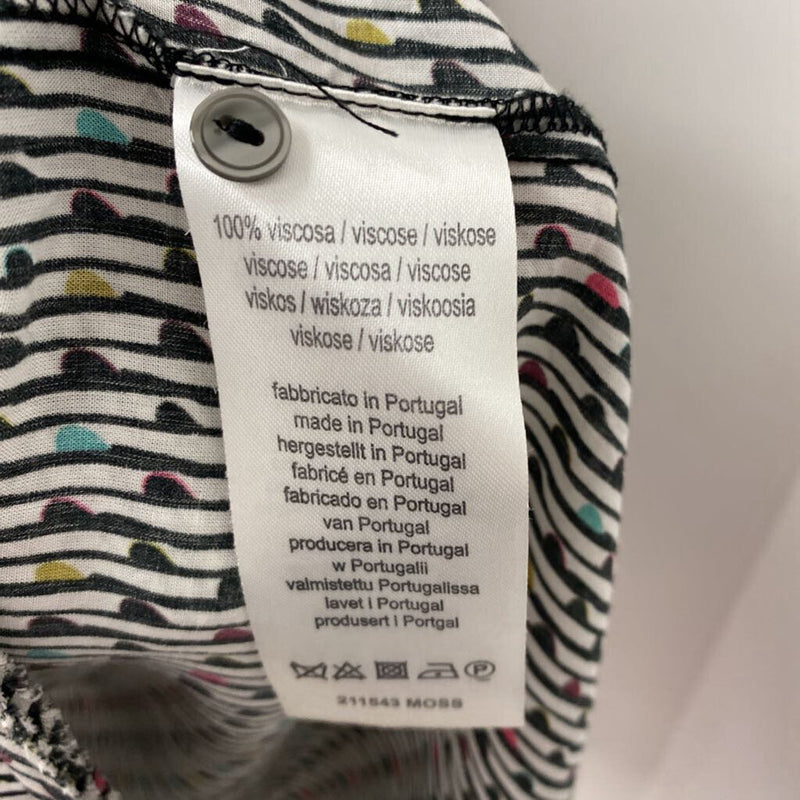 100% viscosa / viscose / viskose
viscose / viscosa / viscose
viskos / wiskoza / viskoosia
viskose / viskose
fabbricato in Portugal
made in Portugal
hergestellt in Portugal
fabricé en Portugal
fabricado en Portugal
van Portugal
producera in Portugal
w Portugalii
valmistettu Portugalissa
lavet i Portugal
produsert i Portgal
P
211543 MOSS